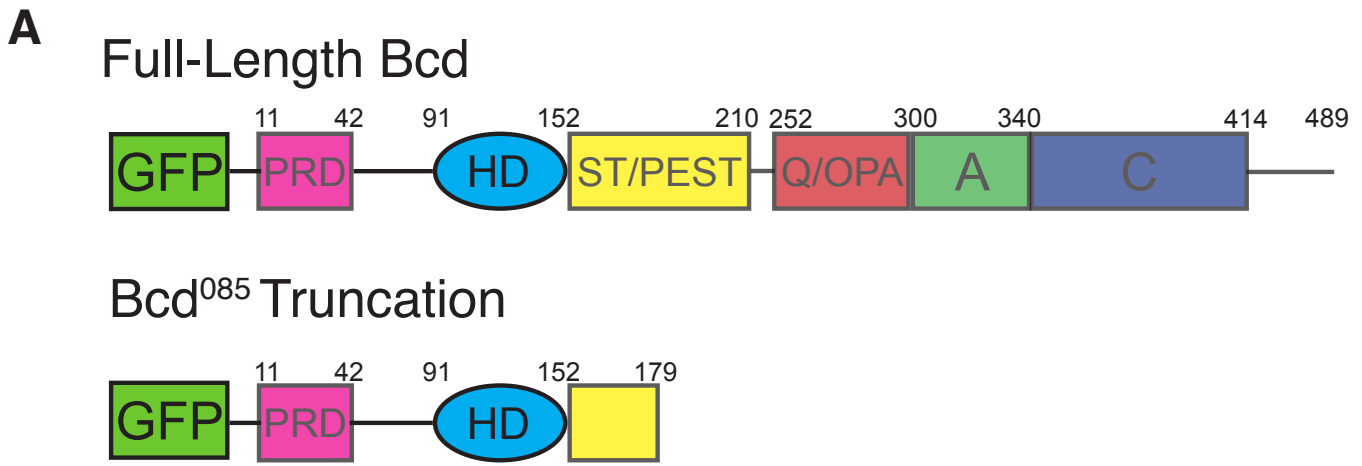 A
Full-Length Bcd
11 42 91 152 210 252 300 340 414 489
GFP PRD HD ST/PEST Q/OPA A C
Bcd⁰⁸⁵ Truncation
11 42 91 152 179
GFP PRD HD